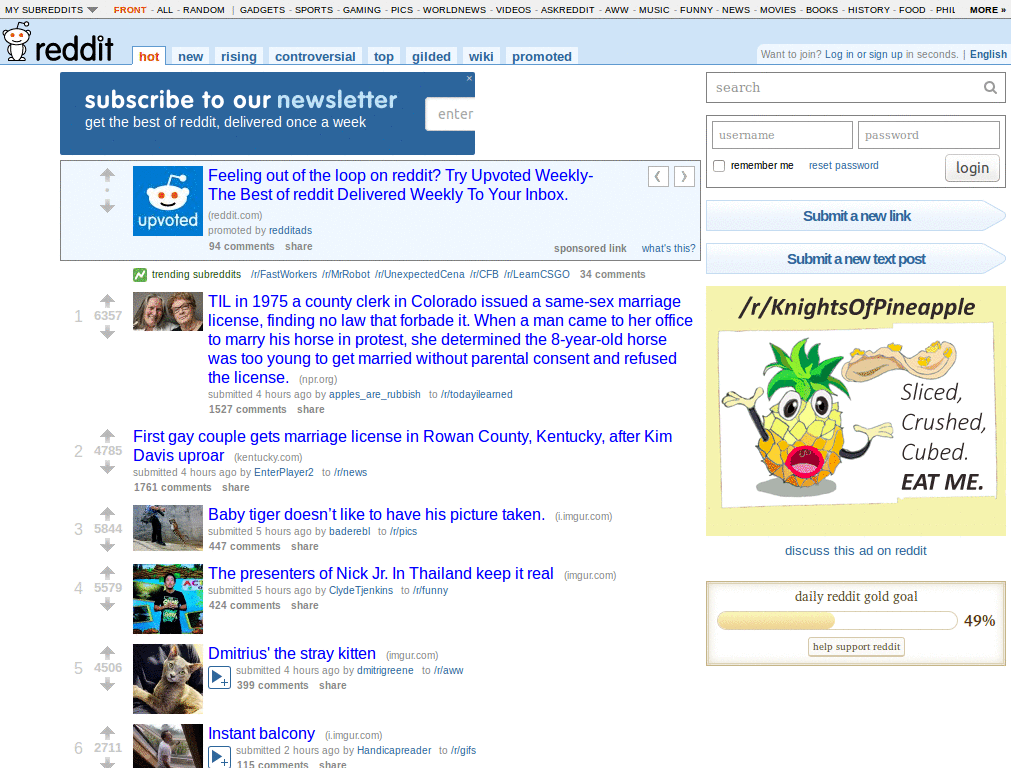 MY SUBREDDITS FRONT - ALL - RANDOM | GADGETS - SPORTS - GAMING - PICS - WORLDNEWS - VIDEOS - ASKREDDIT - AWW - MUSIC - FUNNY - NEWS - MOVIES - BOOKS - HISTORY - FOOD - PHIL MORE »
reddit hot new rising controversial top gilded wiki promoted
Want to join? Log in or sign up in seconds. | English
subscribe to our newsletter
get the best of reddit, delivered once a week
enter
×
Feeling out of the loop on reddit? Try Upvoted Weekly-
The Best of reddit Delivered Weekly To Your Inbox.
(reddit.com)
promoted by redditads
94 comments share
sponsored link what's this?
upvoted
trending subreddits /r/FastWorkers /r/MrRobot /r/UnexpectedCena /r/CFB /r/LearnCSGO 34 comments
1
6357
TIL in 1975 a county clerk in Colorado issued a same-sex marriage
license, finding no law that forbade it. When a man came to her office
to marry his horse in protest, she determined the 8-year-old horse
was too young to get married without parental consent and refused
the license. (npr.org)
submitted 4 hours ago by apples_are_rubbish to /r/todayilearned
1527 comments share
2
4785
First gay couple gets marriage license in Rowan County, Kentucky, after Kim
Davis uproar (kentucky.com)
submitted 4 hours ago by EnterPlayer2 to /r/news
1761 comments share
3
5844
Baby tiger doesn't like to have his picture taken. (i.imgur.com)
submitted 5 hours ago by baderebl to /r/pics
447 comments share
4
5579
The presenters of Nick Jr. In Thailand keep it real (imgur.com)
submitted 5 hours ago by ClydeTjenkins to /r/funny
424 comments share
5
4506
Dmitrius' the stray kitten (imgur.com)
submitted 4 hours ago by dmitrigreene to /r/aww
399 comments share
6
2711
Instant balcony (i.imgur.com)
submitted 2 hours ago by Handicapreader to /r/gifs
115 comments share
search
username password
remember me reset password login
Submit a new link
Submit a new text post
/r/KnightsOfPineapple
Sliced,
Crushed,
Cubed.
EAT ME.
discuss this ad on reddit
daily reddit gold goal
49%
help support reddit